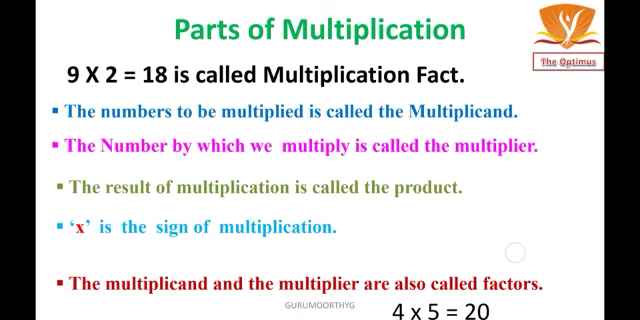 Parts of Multiplication
The Optimus
9 X 2 = 18 is called Multiplication Fact.
▪ The numbers to be multiplied is called the Multiplicand.
▪ The Number by which we multiply is called the multiplier.
▪ The result of multiplication is called the product.
▪ ‘x’ is the sign of multiplication.
▪ The multiplicand and the multiplier are also called factors.
GURUMOORTHYG
4 x 5 = 20